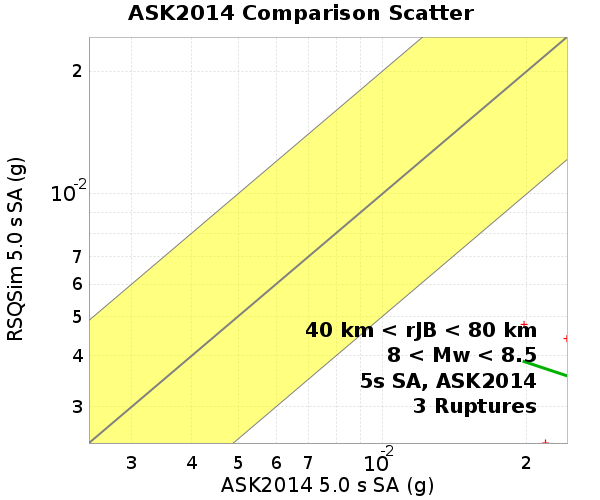 ASK2014 Comparison Scatter
RSQSim 5.0 s SA (g)
2
10-2
7
6
5
4
3
40 km < rJB < 80 km
8 < Mw < 8.5
5s SA, ASK2014
3 Ruptures
3 4 5 6 7 10-2 2
ASK2014 5.0 s SA (g)